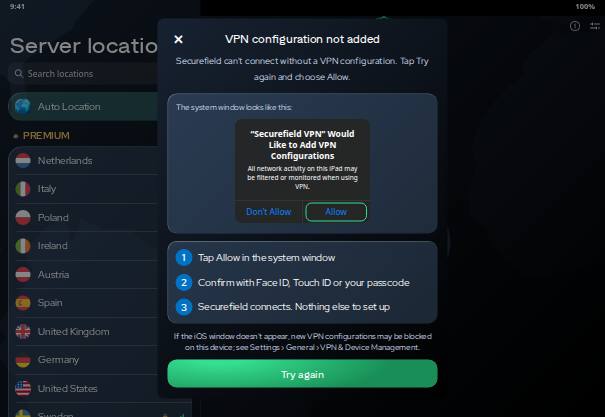 9:41
100%
Server locatio
Search locations
Auto Location
PREMIUM
Netherlands
Italy
Poland
Ireland
Austria
Spain
United Kingdom
Germany
United States
Sweden
VPN configuration not added
Securefield can't connect without a VPN configuration. Tap Try
again and choose Allow.
The system window looks like this:
"Securefield VPN" Would
Like to Add VPN
Configurations
All network activity on this iPad may
be filtered or monitored when using
VPN.
Don't Allow
Allow
1 Tap Allow in the system window
2 Confirm with Face ID, Touch ID or your passcode
3 Securefield connects. Nothing else to set up
If the iOS window doesn't appear, new VPN configurations may be blocked
on this device; see Settings › General › VPN & Device Management.
Try again